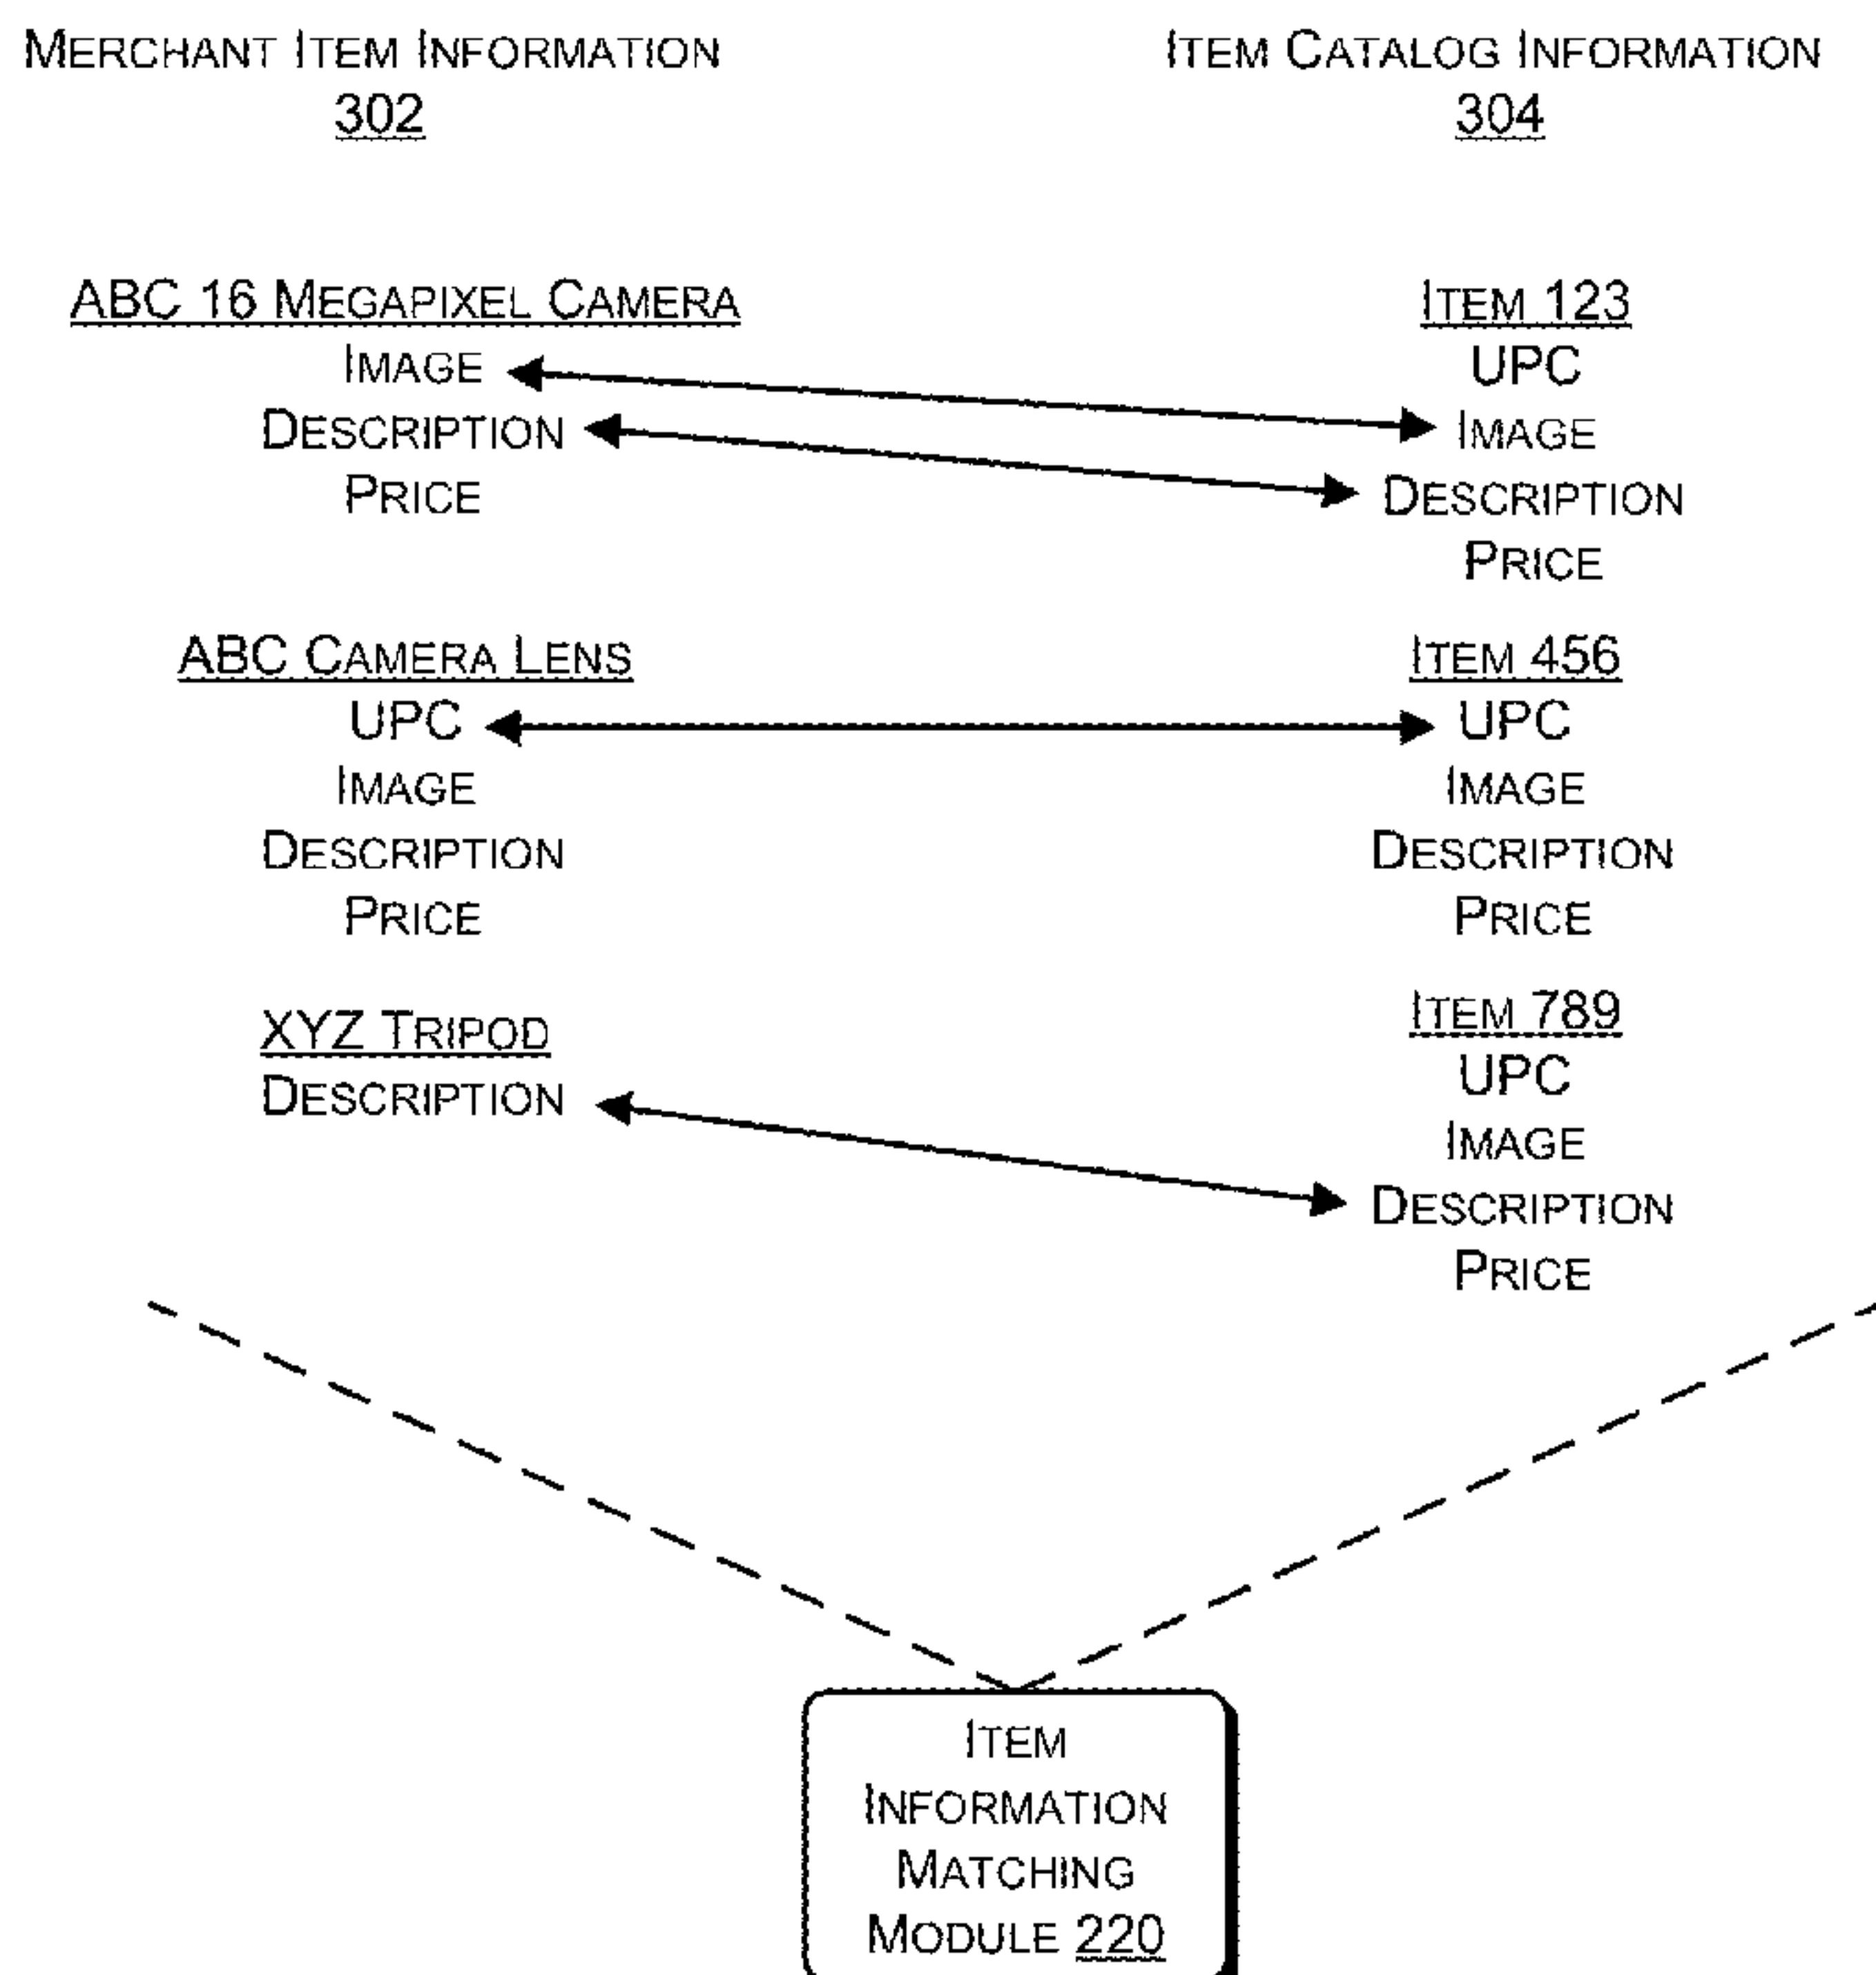 MERCHANT ITEM INFORMATION
302
ABC 16 MEGAPIXEL CAMERA
IMAGE
DESCRIPTION
PRICE
ABC CAMERA LENS
UPC
IMAGE
DESCRIPTION
PRICE
XYZ TRIPOD
DESCRIPTION
ITEM CATALOG INFORMATION
304
ITEM 123
UPC
IMAGE
DESCRIPTION
PRICE
ITEM 456
UPC
IMAGE
DESCRIPTION
PRICE
ITEM 789
UPC
IMAGE
DESCRIPTION
PRICE
ITEM
INFORMATION
MATCHING
MODULE 220